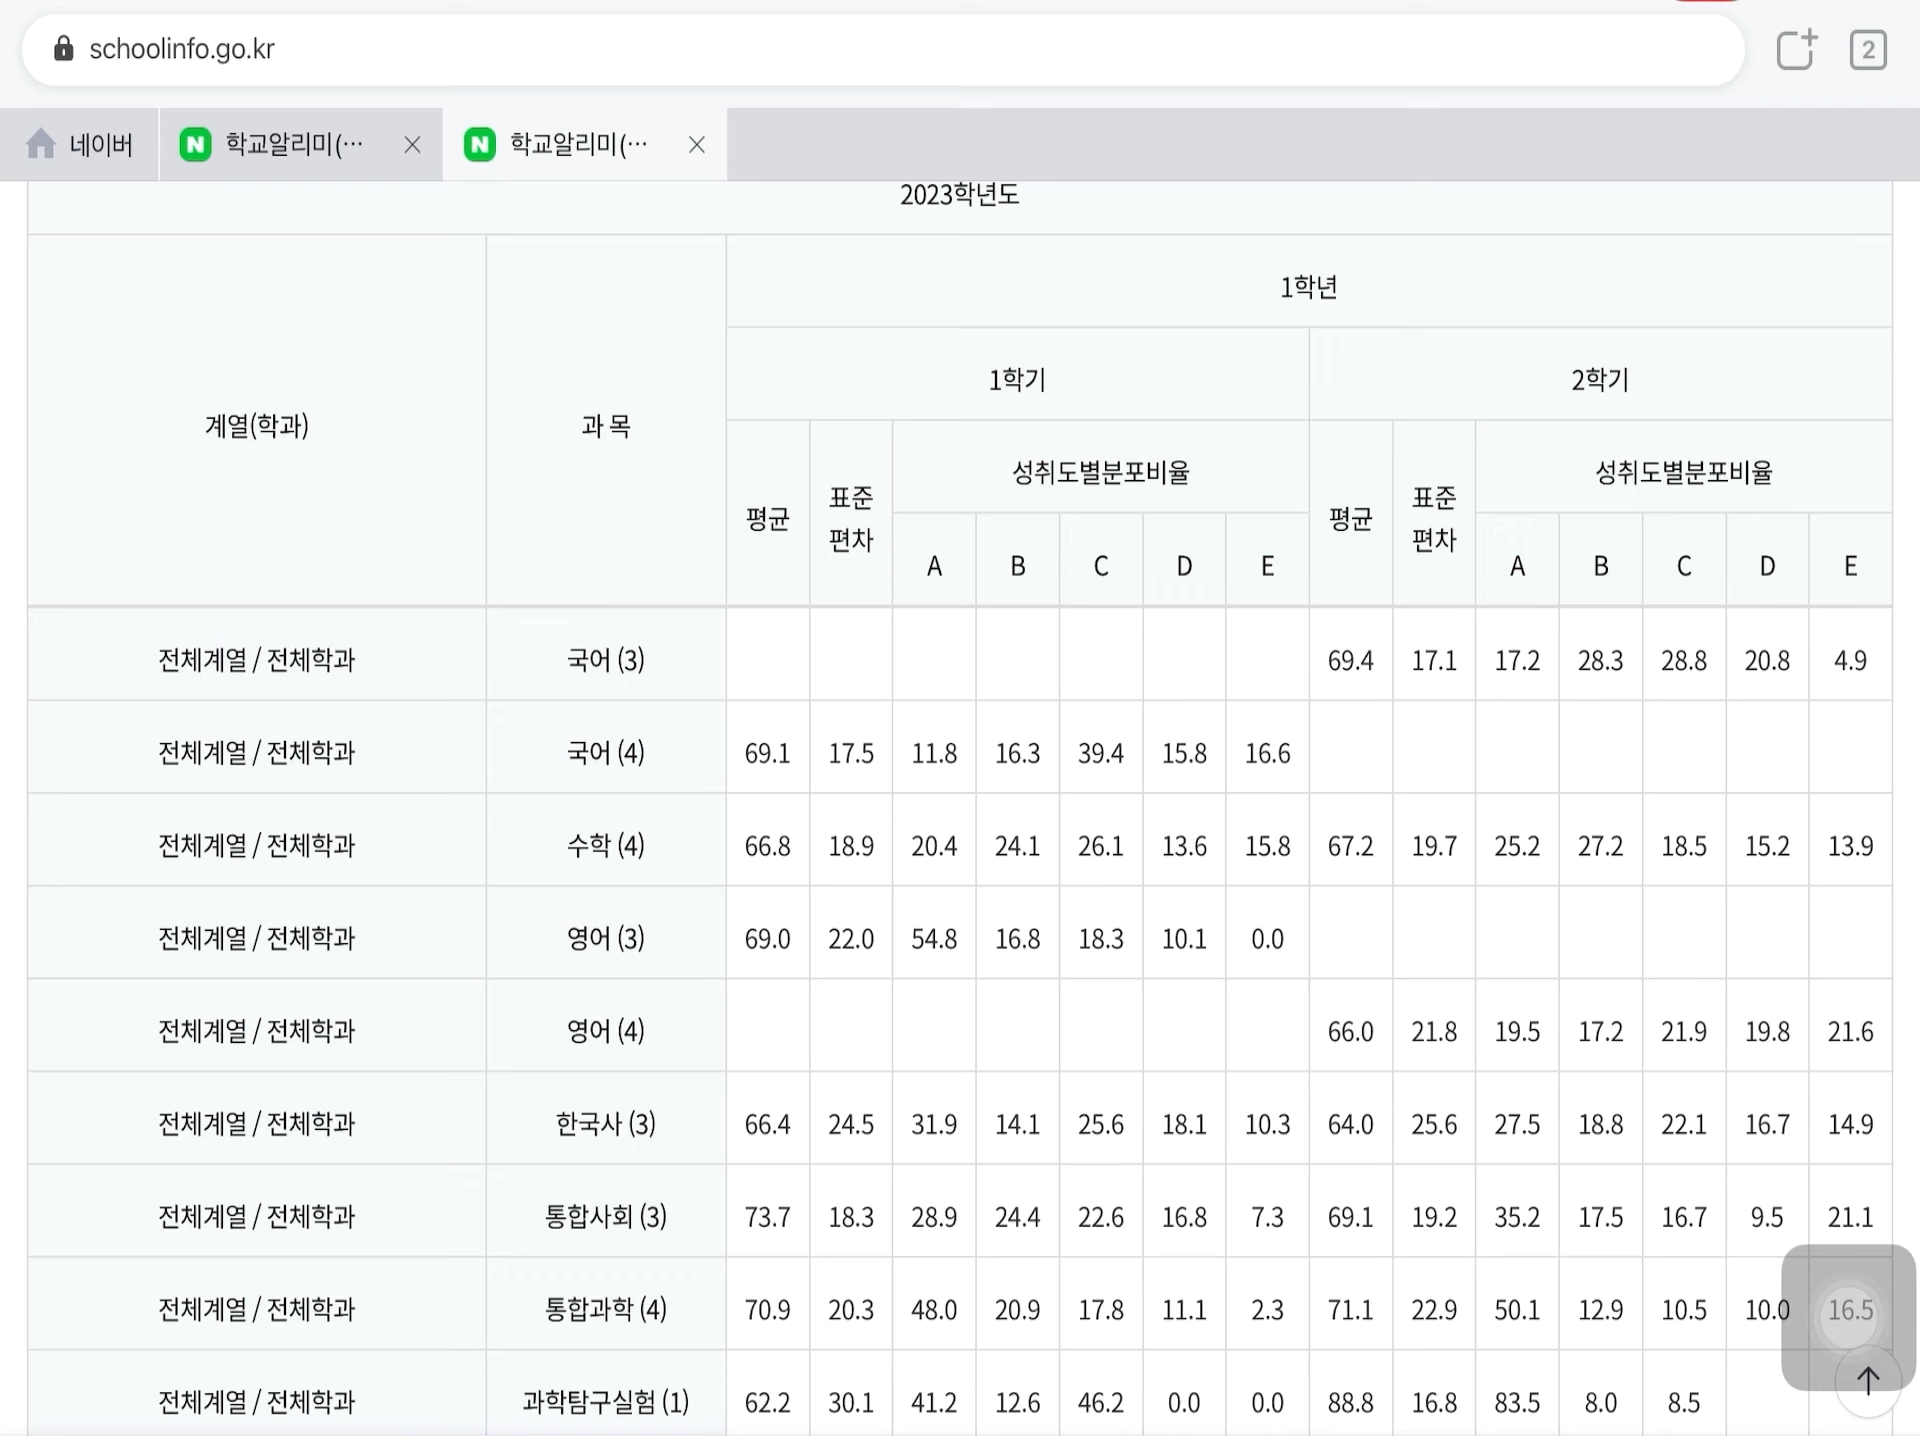 schoolinfo.go.kr
2
네이버
학교알리미(…
학교알리미(…
2023학년도
계열(학과) 과 목 1학년
1학기 2학기
평균 표준 편차 성취도별분포비율 평균 표준 편차 성취도별분포비율
A B C D E A B C D E
전체계열 / 전체학과 국어 (3) 69.4 17.1 17.2 28.3 28.8 20.8 4.9
전체계열 / 전체학과 국어 (4) 69.1 17.5 11.8 16.3 39.4 15.8 16.6
전체계열 / 전체학과 수학 (4) 66.8 18.9 20.4 24.1 26.1 13.6 15.8 67.2 19.7 25.2 27.2 18.5 15.2 13.9
전체계열 / 전체학과 영어 (3) 69.0 22.0 54.8 16.8 18.3 10.1 0.0
전체계열 / 전체학과 영어 (4) 66.0 21.8 19.5 17.2 21.9 19.8 21.6
전체계열 / 전체학과 한국사 (3) 66.4 24.5 31.9 14.1 25.6 18.1 10.3 64.0 25.6 27.5 18.8 22.1 16.7 14.9
전체계열 / 전체학과 통합사회 (3) 73.7 18.3 28.9 24.4 22.6 16.8 7.3 69.1 19.2 35.2 17.5 16.7 9.5 21.1
전체계열 / 전체학과 통합과학 (4) 70.9 20.3 48.0 20.9 17.8 11.1 2.3 71.1 22.9 50.1 12.9 10.5 10.0 16.5
전체계열 / 전체학과 과학탐구실험 (1) 62.2 30.1 41.2 12.6 46.2 0.0 0.0 88.8 16.8 83.5 8.0 8.5